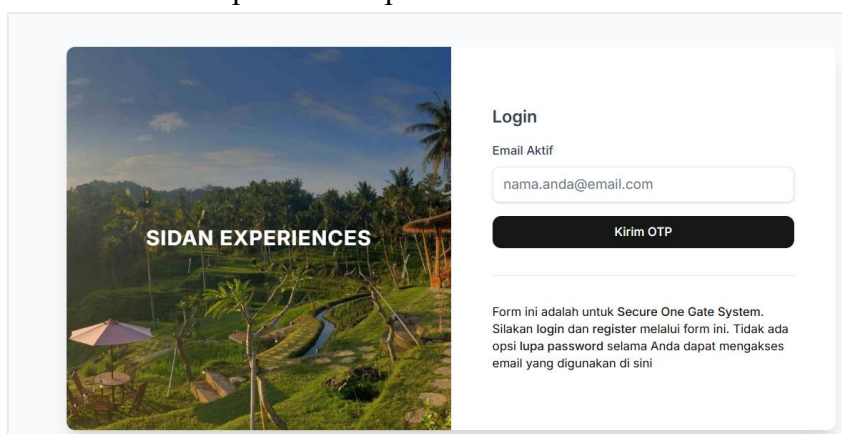 SIDAN EXPERIENCES
Login
Email Aktif
nama.anda@email.com
Kirim OTP
Form ini adalah untuk Secure One Gate System.
Silakan login dan register melalui form ini. Tidak ada
opsi lupa password selama Anda dapat mengakses
email yang digunakan di sini